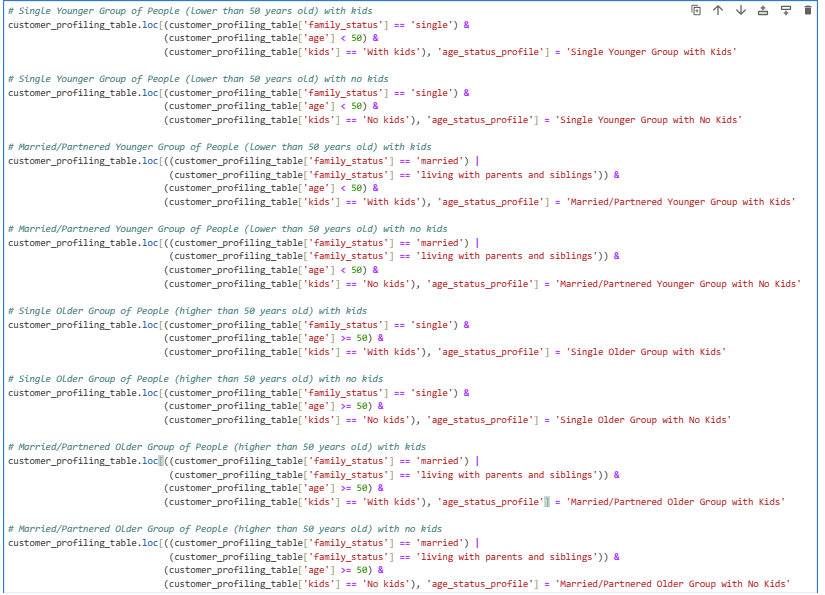 # Single Younger Group of People (lower than 50 years old) with kids
customer_profiling_table.loc[(customer_profiling_table['family_status'] == 'single') &
(customer_profiling_table['age'] < 50) &
(customer_profiling_table['kids'] == 'With kids'), 'age_status_profile'] = 'Single Younger Group with Kids'
# Single Younger Group of People (lower than 50 years old) with no kids
customer_profiling_table.loc[(customer_profiling_table['family_status'] == 'single') &
(customer_profiling_table['age'] < 50) &
(customer_profiling_table['kids'] == 'No kids'), 'age_status_profile'] = 'Single Younger Group with No Kids'
# Married/Partnered Younger Group of People (lower than 50 years old) with kids
customer_profiling_table.loc[((customer_profiling_table['family_status'] == 'married') |
(customer_profiling_table['family_status'] == 'living with parents and siblings')) &
(customer_profiling_table['age'] < 50) &
(customer_profiling_table['kids'] == 'With kids'), 'age_status_profile'] = 'Married/Partnered Younger Group with Kids'
# Married/Partnered Younger Group of People (lower than 50 years old) with no kids
customer_profiling_table.loc[((customer_profiling_table['family_status'] == 'married') |
(customer_profiling_table['family_status'] == 'living with parents and siblings')) &
(customer_profiling_table['age'] < 50) &
(customer_profiling_table['kids'] == 'No kids'), 'age_status_profile'] = 'Married/Partnered Younger Group with No Kids'
# Single Older Group of People (higher than 50 years old) with kids
customer_profiling_table.loc[(customer_profiling_table['family_status'] == 'single') &
(customer_profiling_table['age'] >= 50) &
(customer_profiling_table['kids'] == 'With kids'), 'age_status_profile'] = 'Single Older Group with Kids'
# Single Older Group of People (higher than 50 years old) with no kids
customer_profiling_table.loc[(customer_profiling_table['family_status'] == 'single') &
(customer_profiling_table['age'] >= 50) &
(customer_profiling_table['kids'] == 'No kids'), 'age_status_profile'] = 'Single Older Group with No Kids'
# Married/Partnered Older Group of People (higher than 50 years old) with kids
customer_profiling_table.loc[((customer_profiling_table['family_status'] == 'married') |
(customer_profiling_table['family_status'] == 'living with parents and siblings')) &
(customer_profiling_table['age'] >= 50) &
(customer_profiling_table['kids'] == 'With kids'), 'age_status_profile'] = 'Married/Partnered Older Group with Kids'
# Married/Partnered Older Group of People (higher than 50 years old) with no kids
customer_profiling_table.loc[((customer_profiling_table['family_status'] == 'married') |
(customer_profiling_table['family_status'] == 'living with parents and siblings')) &
(customer_profiling_table['age'] >= 50) &
(customer_profiling_table['kids'] == 'No kids'), 'age_status_profile'] = 'Married/Partnered Older Group with No Kids'